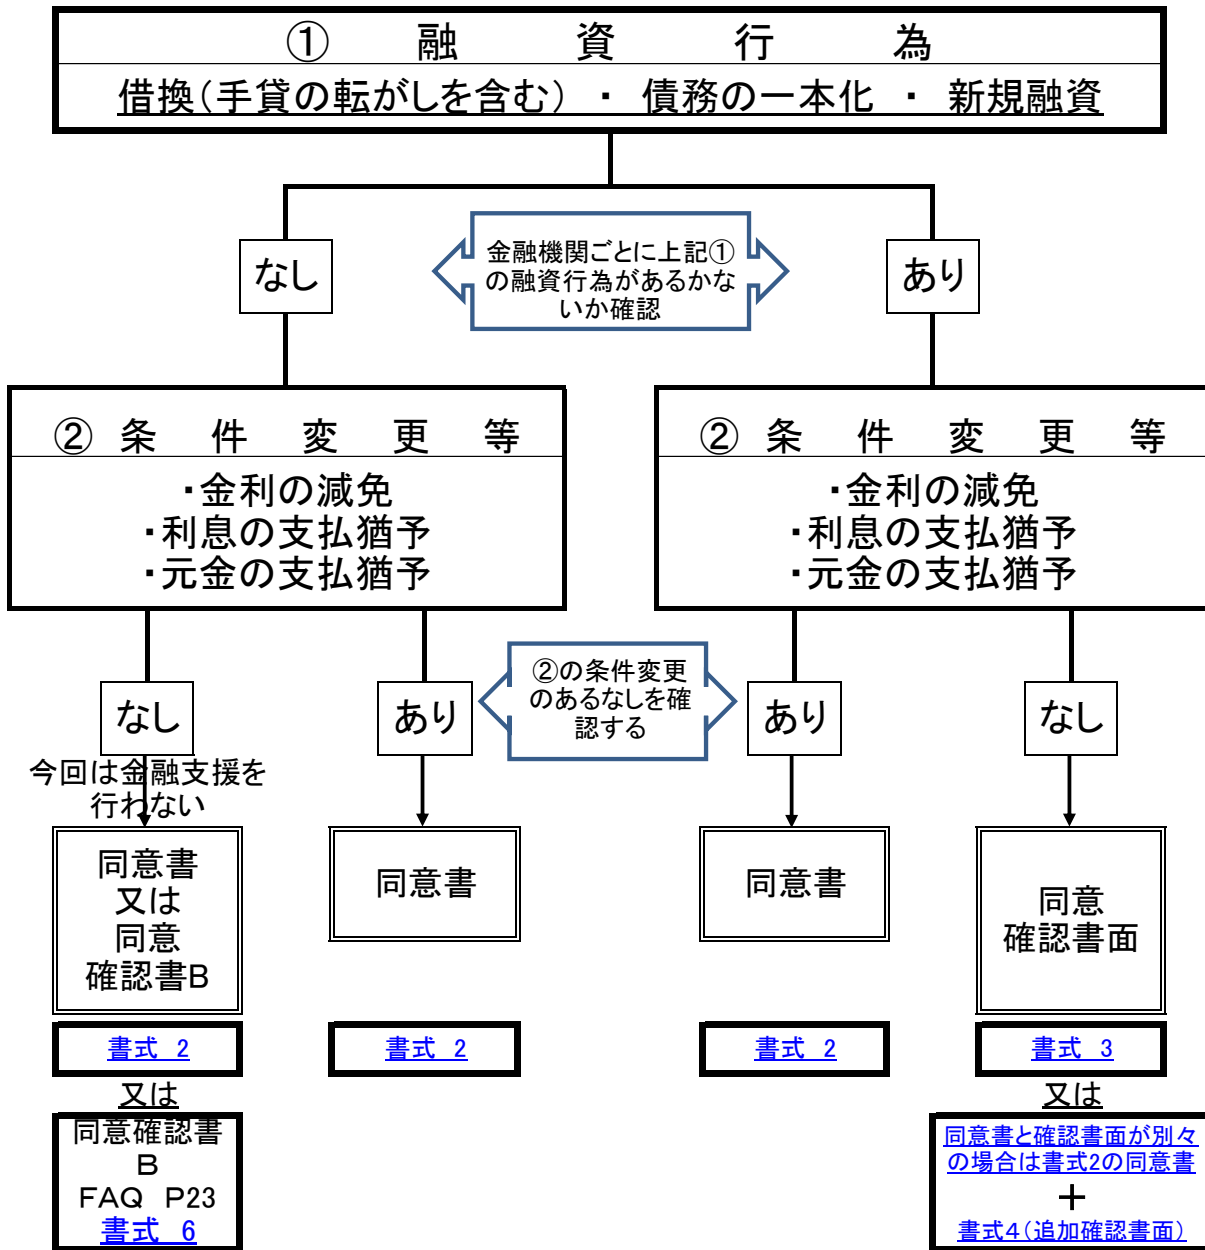 ① 融 資 行 為
借換(手貸の転がしを含む) ・ 債務の一本化 ・ 新規融資
なし
金融機関ごとに上記①
の融資行為があるかな
いか確認
あり
② 条 件 変 更 等
・金利の減免
・利息の支払猶予
・元金の支払猶予
② 条 件 変 更 等
・金利の減免
・利息の支払猶予
・元金の支払猶予
なし
あり
②の条件変更
のあるなしを確
認する
あり
なし
今回は金融支援を
行わない
同意書
又は
同意
確認書B
同意書
同意書
同意
確認書面
書式 2
書式 2
書式 2
書式 3
又は
又は
同意確認書
B
FAQ P23
書式 6
同意書と確認書面が別々
の場合は書式2の同意書
＋
書式4(追加確認書面)